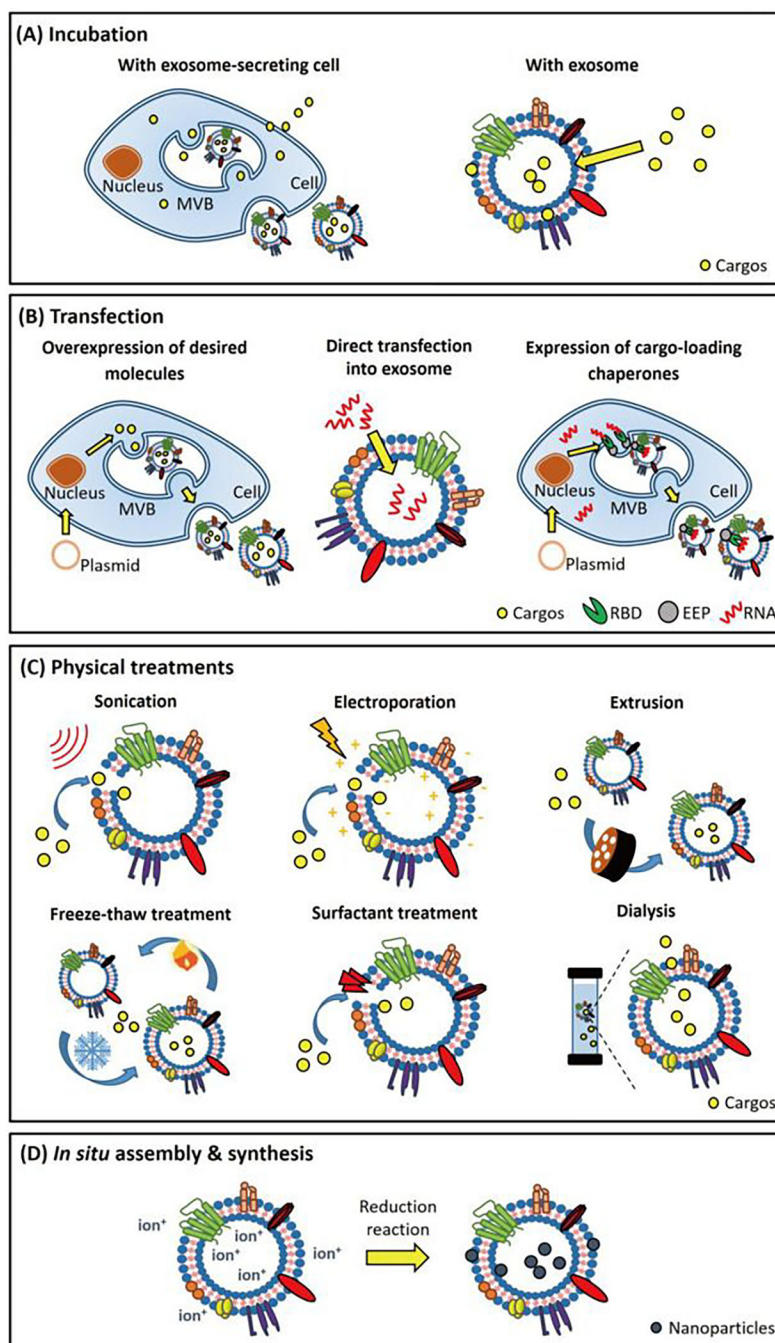 (A) Incubation
With exosome-secreting cell
With exosome
Nucleus
MVB
Cell
Cargos
(B) Transfection
Overexpression of desired
molecules
Direct transfection
into exosome
Expression of cargo-loading
chaperones
Nucleus
MVB
Cell
Plasmid
Nucleus
MVB
Cell
Plasmid
Cargos RBD EEP RNA
(C) Physical treatments
Sonication
Electroporation
Extrusion
Freeze-thaw treatment
Surfactant treatment
Dialysis
Cargos
(D) In situ assembly & synthesis
ion⁺
ion⁺
ion⁺
ion⁺
ion⁺
ion⁺
Reduction
reaction
Nanoparticles